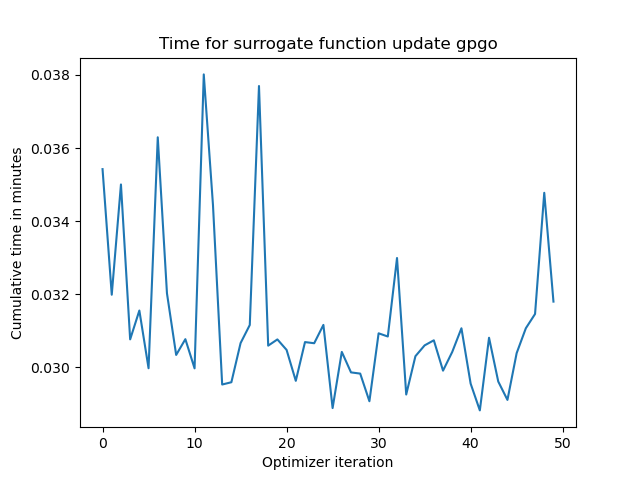 Time for surrogate function update gpgo
Cumulative time in minutes
0.038
0.036
0.034
0.032
0.030
0 10 20 30 40 50
Optimizer iteration